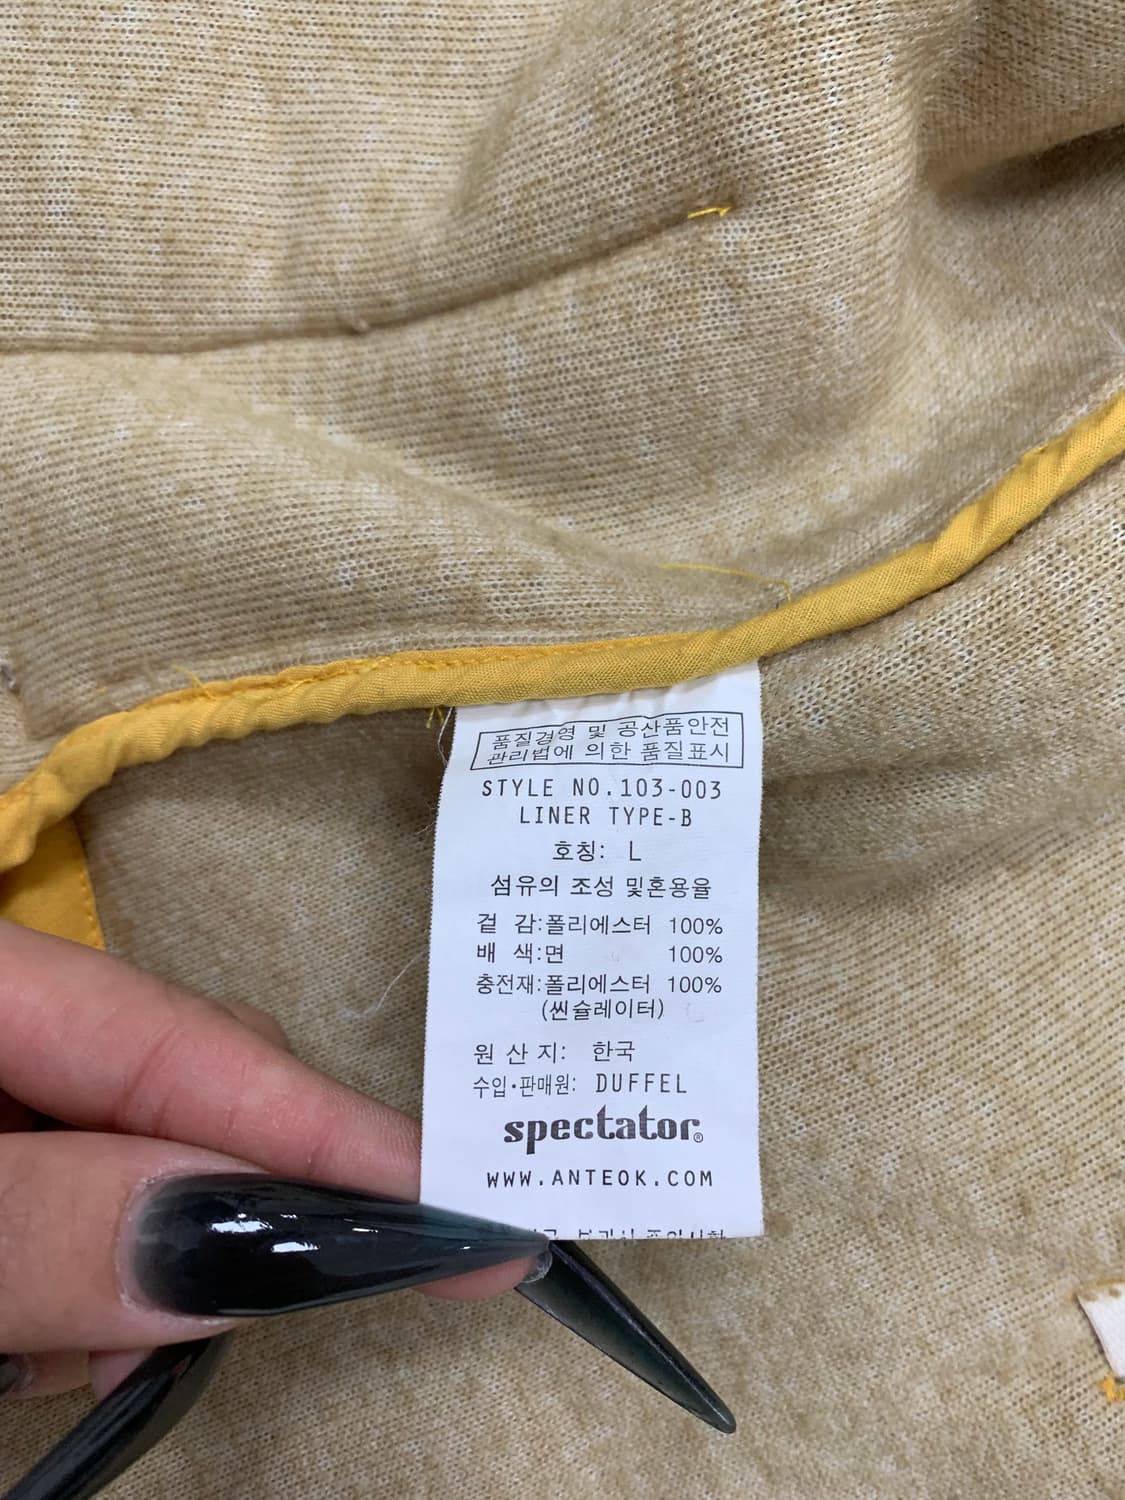 품질경영 및 공산품안전
관리법에 의한 품질표시
STYLE NO.103-003
LINER TYPE-B
호칭: L
섬유의 조성 및혼용율
겉 감:폴리에스터 100%
배 색:면 100%
충전재:폴리에스터 100%
(씬슐레이터)
원 산 지: 한국
수입·판매원: DUFFEL
spectator®
WWW.ANTEOK.COM